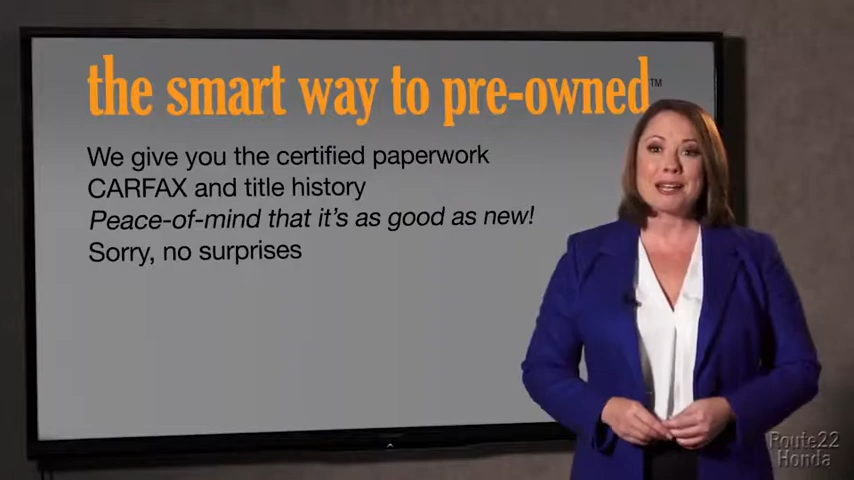 the smart way to pre-owned™
We give you the certified paperwork
CARFAX and title history
Peace-of-mind that it's as good as new!
Sorry, no surprises
Route22
Honda